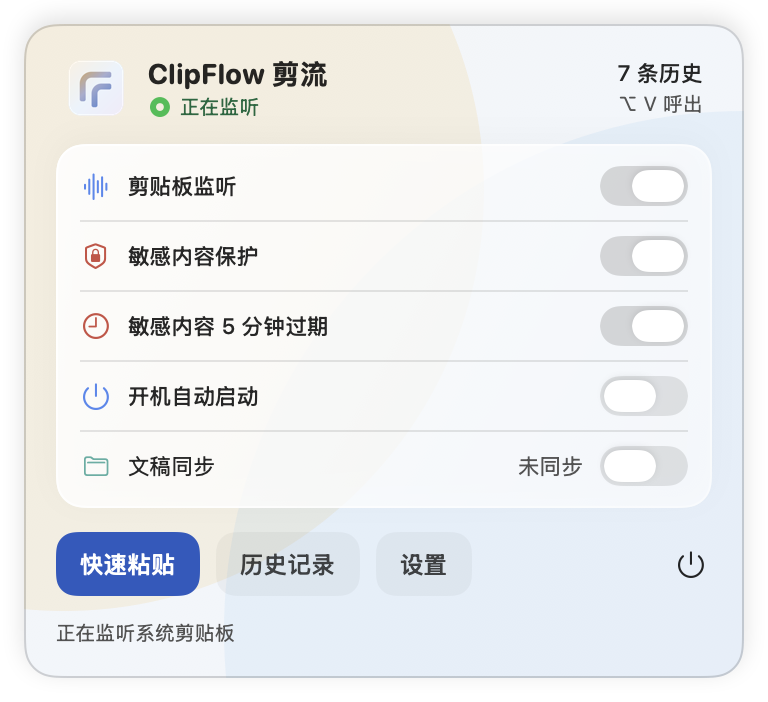 ClipFlow 剪流
正在监听
7 条历史
⌥ V 呼出
剪贴板监听
敏感内容保护
敏感内容 5 分钟过期
开机自动启动
文稿同步
未同步
快速粘贴
历史记录
设置
正在监听系统剪贴板